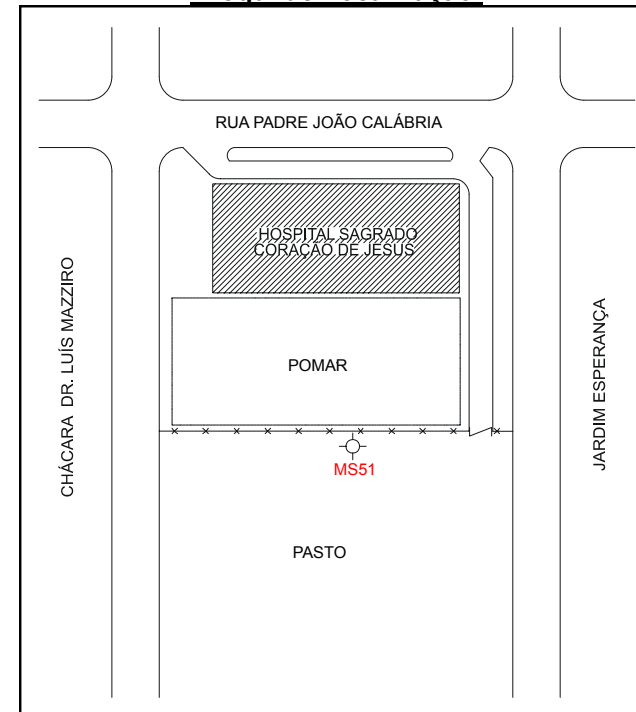 RUA PADRE JOÃO CALÁBRIA
HOSPITAL SAGRADO
CORAÇÃO DE JESUS
CHÁCARA DR. LUÍS MAZZIRO
POMAR
JARDIM ESPERANÇA
MS51
PASTO